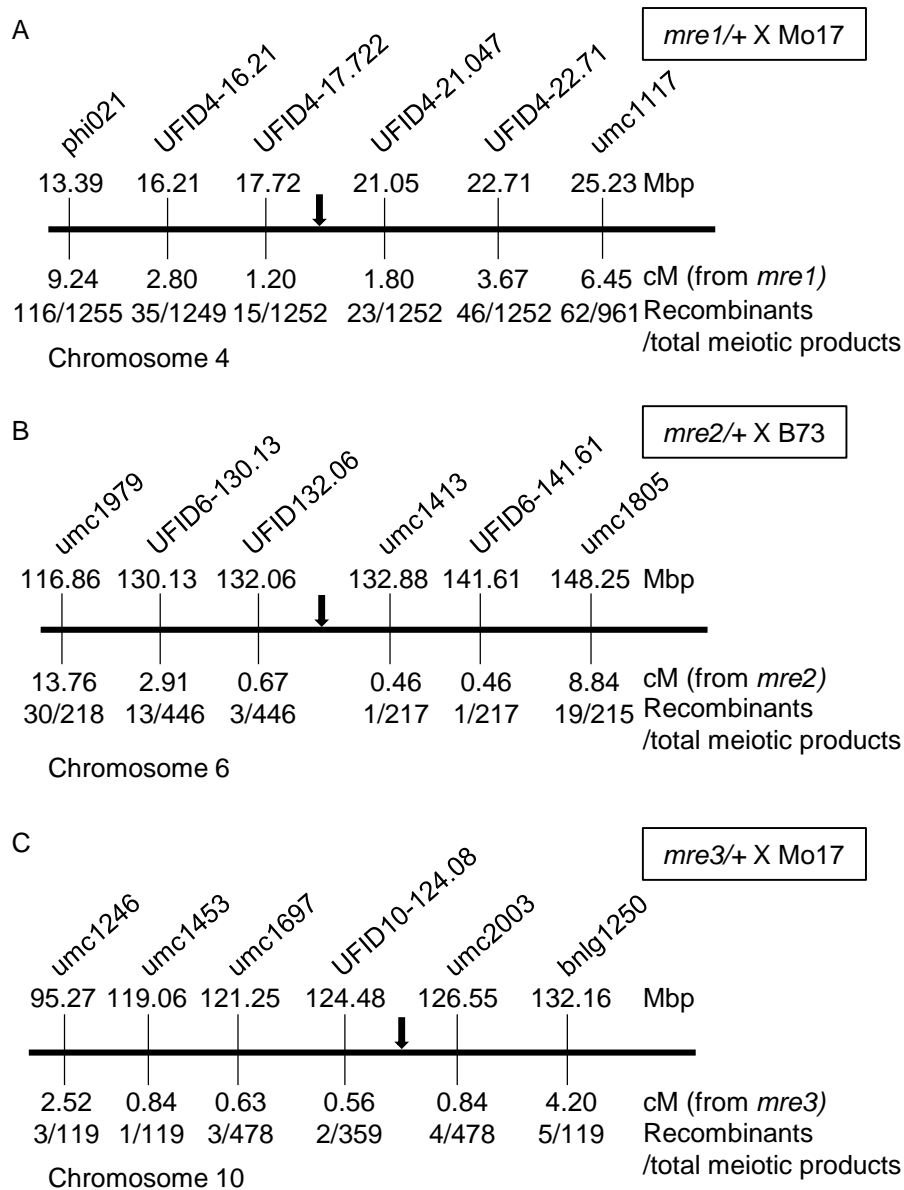 A
mre1/+ X Mo17
phi021 UFID4-16.21 UFID4-17.722 UFID4-21.047 UFID4-22.71 umc1117
13.39 16.21 17.72 21.05 22.71 25.23 Mbp
9.24 2.80 1.20 1.80 3.67 6.45 cM (from mre1)
116/1255 35/1249 15/1252 23/1252 46/1252 62/961 Recombinants
/total meiotic products
Chromosome 4
B
mre2/+ X B73
umc1979 UFID6-130.13 UFID132.06 umc1413 UFID6-141.61 umc1805
116.86 130.13 132.06 132.88 141.61 148.25 Mbp
13.76 2.91 0.67 0.46 0.46 8.84 cM (from mre2)
30/218 13/446 3/446 1/217 1/217 19/215 Recombinants
/total meiotic products
Chromosome 6
C
mre3/+ X Mo17
umc1246 umc1453 umc1697 UFID10-124.08 umc2003 bnlg1250
95.27 119.06 121.25 124.48 126.55 132.16 Mbp
2.52 0.84 0.63 0.56 0.84 4.20 cM (from mre3)
3/119 1/119 3/478 2/359 4/478 5/119 Recombinants
/total meiotic products
Chromosome 10